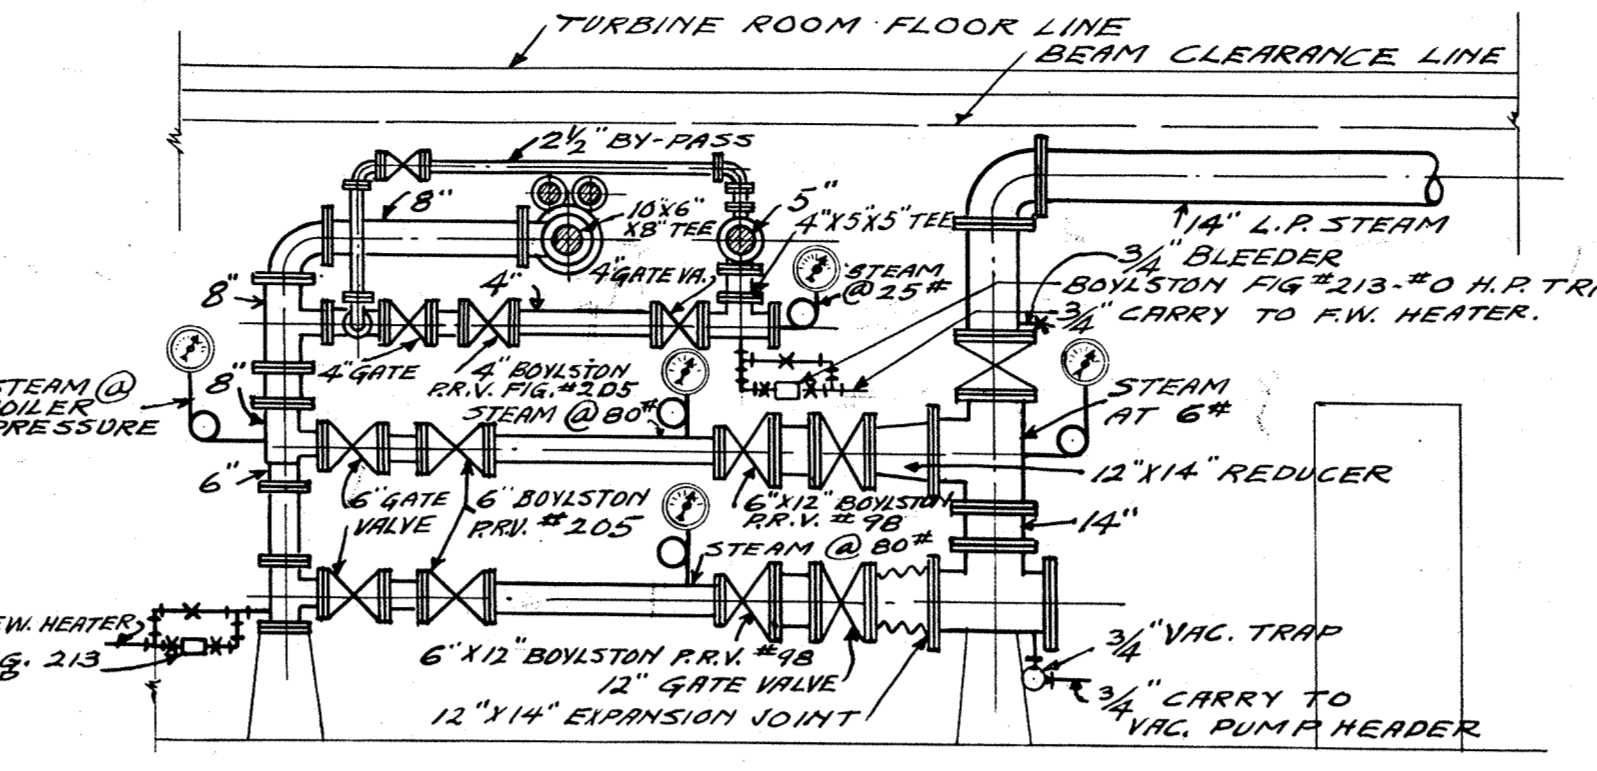 TURBINE ROOM FLOOR LINE
BEAM CLEARANCE LINE
2½" BY-PASS
8"
10"X6"
X8" TEE
5"
4"X5"X5" TEE
14" L.P. STEAM
3/4" BLEEDER
BOYLSTON FIG #213-#0 H.P. TRA
3/4" CARRY TO F.W. HEATER.
4" GATE VA.
STEAM
@ 25#
8"
4"
4" GATE
4" BOYLSTON
P.R.V. FIG. #205
STEAM @ 80#
STEAM @
OILER
PRESSURE
8"
6"
STEAM
AT 6#
12"X14" REDUCER
6" GATE
VALVE
6" BOYLSTON
P.R.V. #205
6"X12" BOYLSTON
P.R.V. #98
14"
STEAM @ 80#
W. HEATER
G. 213
6"X12" BOYLSTON P.R.V. #98
12" GATE VALVE
12"X14" EXPANSION JOINT
3/4" VAC. TRAP
3/4" CARRY TO
VAC. PUMP HEADER